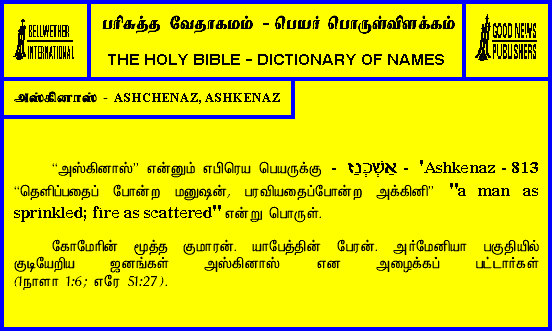 BELLWETHER
INTERNATIONAL
பரிசுத்த வேதாகமம் - பெயர் பொருள்விளக்கம்
THE HOLY BIBLE - DICTIONARY OF NAMES
GOOD NEWS
PUBLISHERS
அஸ்கினாஸ் - ASHCHENAZ, ASHKENAZ
“அஸ்கினாஸ்” என்னும் எபிரெய பெயருக்கு - אַשְׁכְּנַז - 'Ashkenaz - 813
“தெளிப்பதைப் போன்ற மனுஷன், பரவியதைப்போன்ற அக்கினி” "a man as
sprinkled; fire as scattered" என்று பொருள்.
கோமேரின் மூத்த குமாரன். யாபேத்தின் பேரன். அர்மேனியா பகுதியில்
குடியேறிய ஜனங்கள் அஸ்கினாஸ் என அழைக்கப் பட்டார்கள்
(1நாளா 1:6; எரே 51:27).